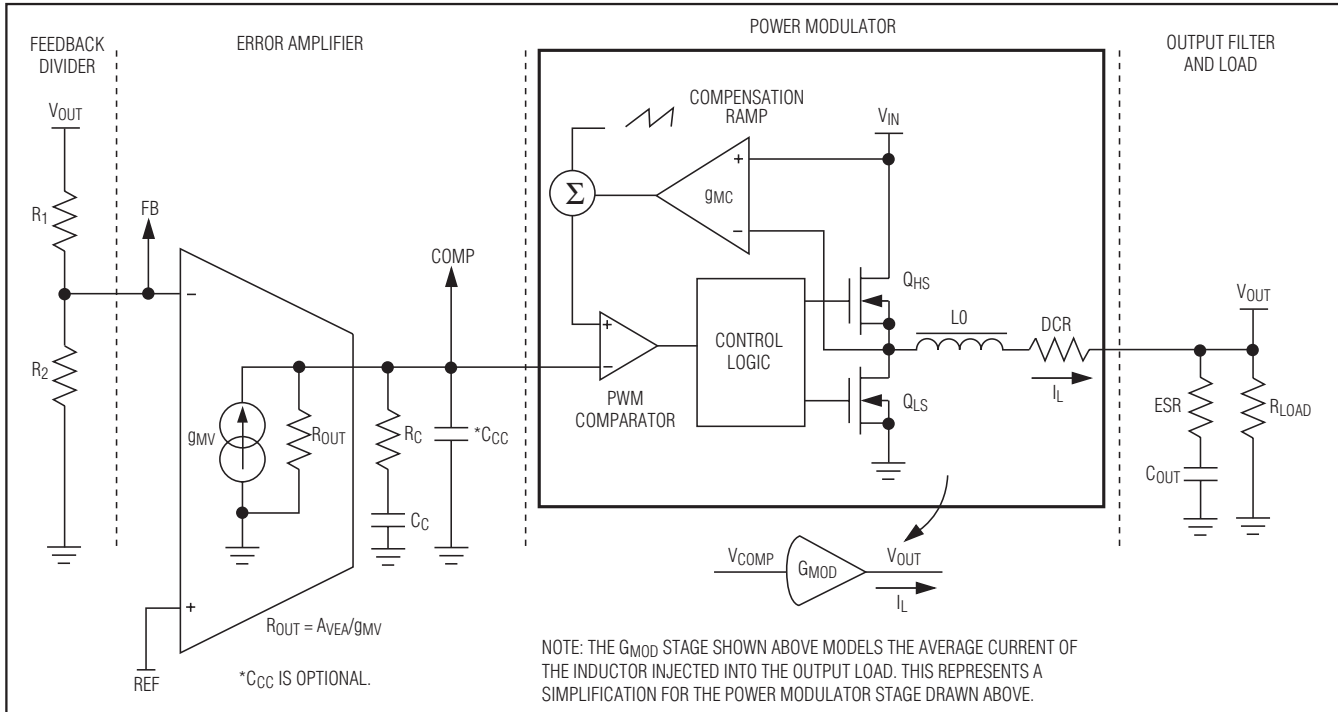 FEEDBACK
DIVIDER
ERROR AMPLIFIER
POWER MODULATOR
OUTPUT FILTER
AND LOAD
VOUT
R1
FB
R2
gMV
ROUT
ROUT = AVEA/gMV
REF
*CCC IS OPTIONAL.
COMP
RC
CC
*CCC
COMPENSATION
RAMP
Σ
gMC
VIN
PWM
COMPARATOR
CONTROL
LOGIC
QHS
QLS
L0
DCR
IL
VOUT
ESR
COUT
RLOAD
VCOMP
GMOD
VOUT
IL
NOTE: THE GMOD STAGE SHOWN ABOVE MODELS THE AVERAGE CURRENT OF
THE INDUCTOR INJECTED INTO THE OUTPUT LOAD. THIS REPRESENTS A
SIMPLIFICATION FOR THE POWER MODULATOR STAGE DRAWN ABOVE.